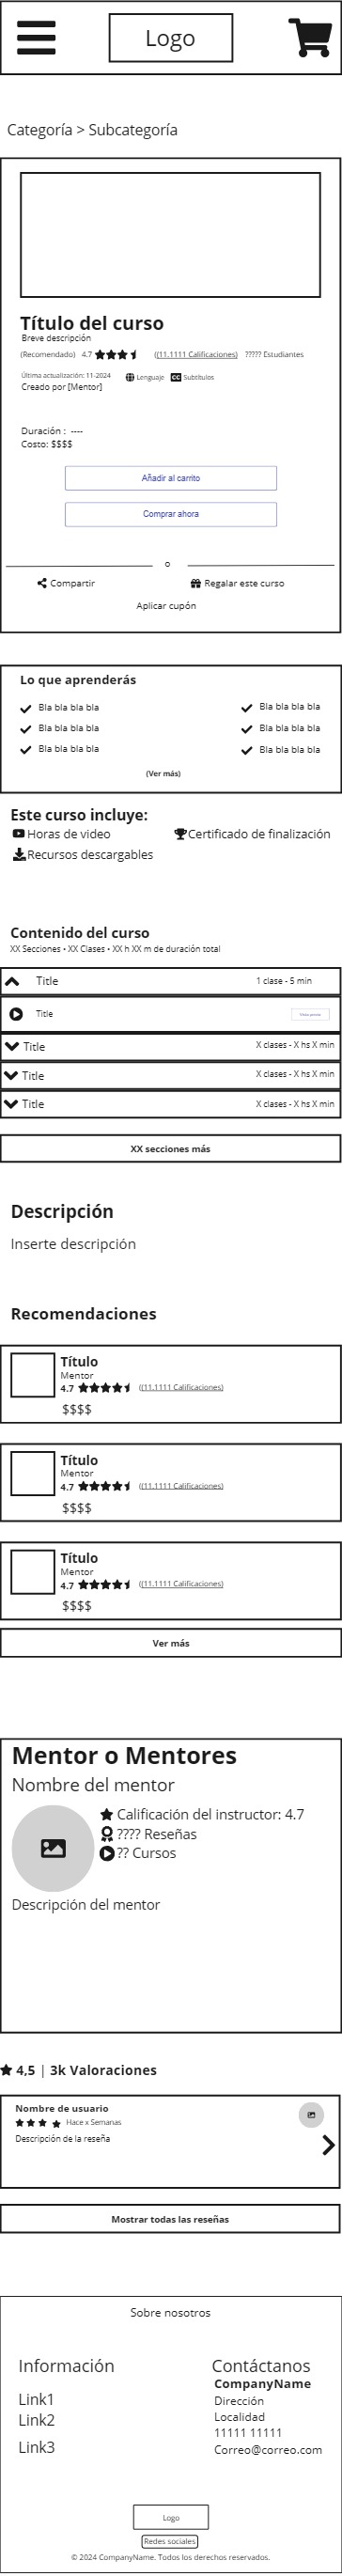 Logo
Categoría > Subcategoría
Título del curso
Breve descripción
(Recomendado) 4.7 ((11.1111 Calificaciones) ????? Estudiantes
Última actualización: 11-2024 Lenguaje CC Subtítulos
Creado por [Mentor]
Duración : ----
Costo: $$$$
Añadir al carrito
Comprar ahora
o
Compartir Regalar este curso
Aplicar cupón
Lo que aprenderás
Bla bla bla bla Bla bla bla bla
Bla bla bla bla Bla bla bla bla
Bla bla bla bla Bla bla bla bla
(Ver más)
Este curso incluye:
Horas de video Certificado de finalización
Recursos descargables
Contenido del curso
XX Secciones • XX Clases • XX h XX m de duración total
Title 1 clase - 5 min
Title
Title X clases - X hs X min
Title X clases - X hs X min
Title X clases - X hs X min
XX secciones más
Descripción
Inserte descripción
Recomendaciones
Título
Mentor
4.7 ((11.1111 Calificaciones)
$$$$
Título
Mentor
4.7 ((11.1111 Calificaciones)
$$$$
Título
Mentor
4.7 ((11.1111 Calificaciones)
$$$$
Ver más
Mentor o Mentores
Nombre del mentor
Calificación del instructor: 4.7
???? Reseñas
?? Cursos
Descripción del mentor
4,5 | 3k Valoraciones
Nombre de usuario
Hace x Semanas
Descripción de la reseña
Mostrar todas las reseñas
Sobre nosotros
Información Contáctanos
CompanyName
Link1 Dirección
Link2 Localidad
11111 11111
Link3 Correo@correo.com
Logo
Redes sociales
© 2024 CompanyName. Todos los derechos reservados.